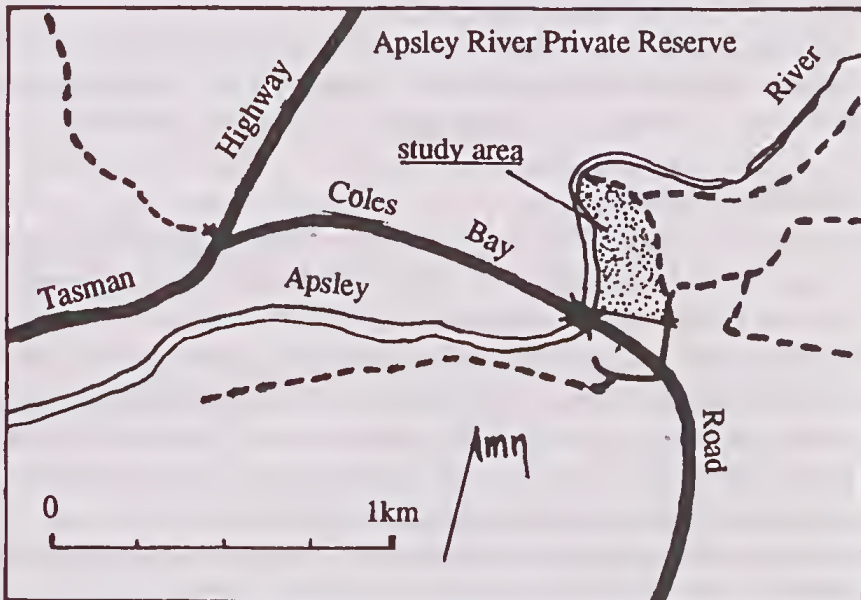 Apsley River Private Reserve
Highway
River
study area
Coles
Bay
Tasman
Apsley
Road
mn
0 1km